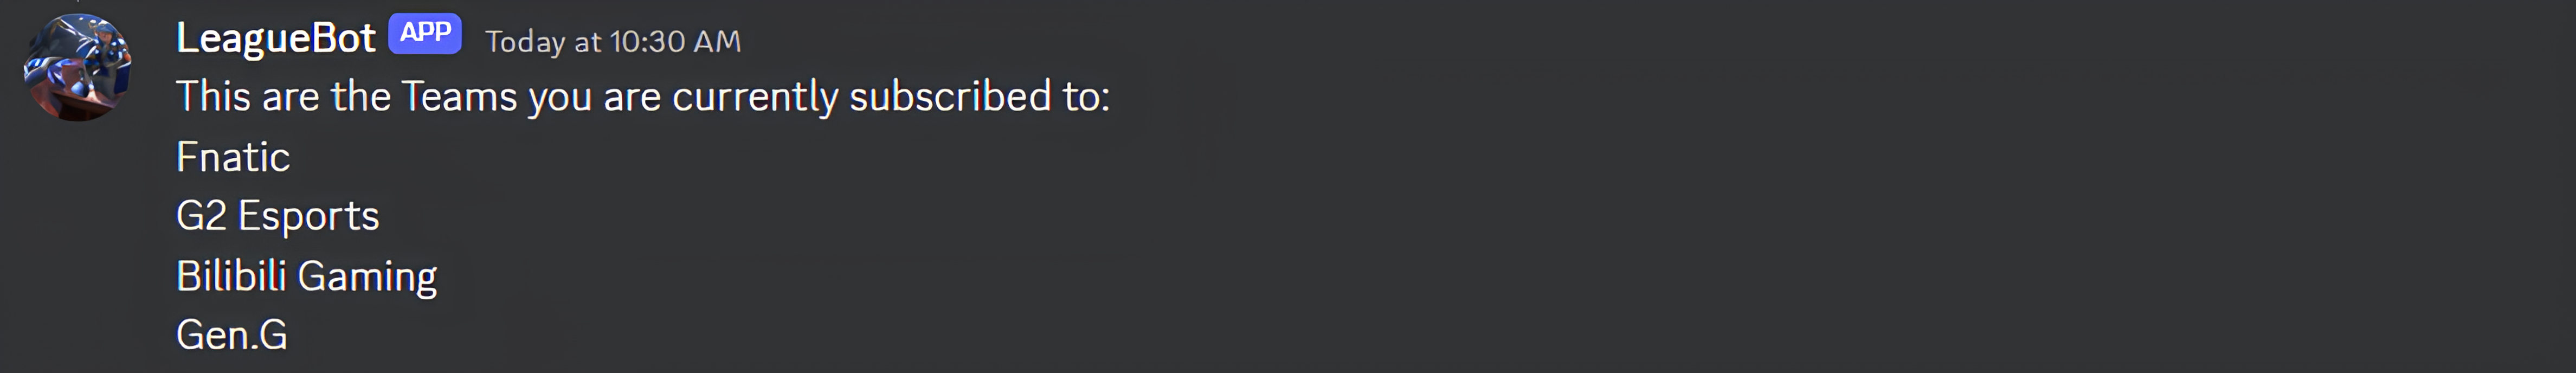 LeagueBot APP Today at 10:30 AM
This are the Teams you are currently subscribed to:
Fnatic
G2 Esports
Bilibili Gaming
Gen.G